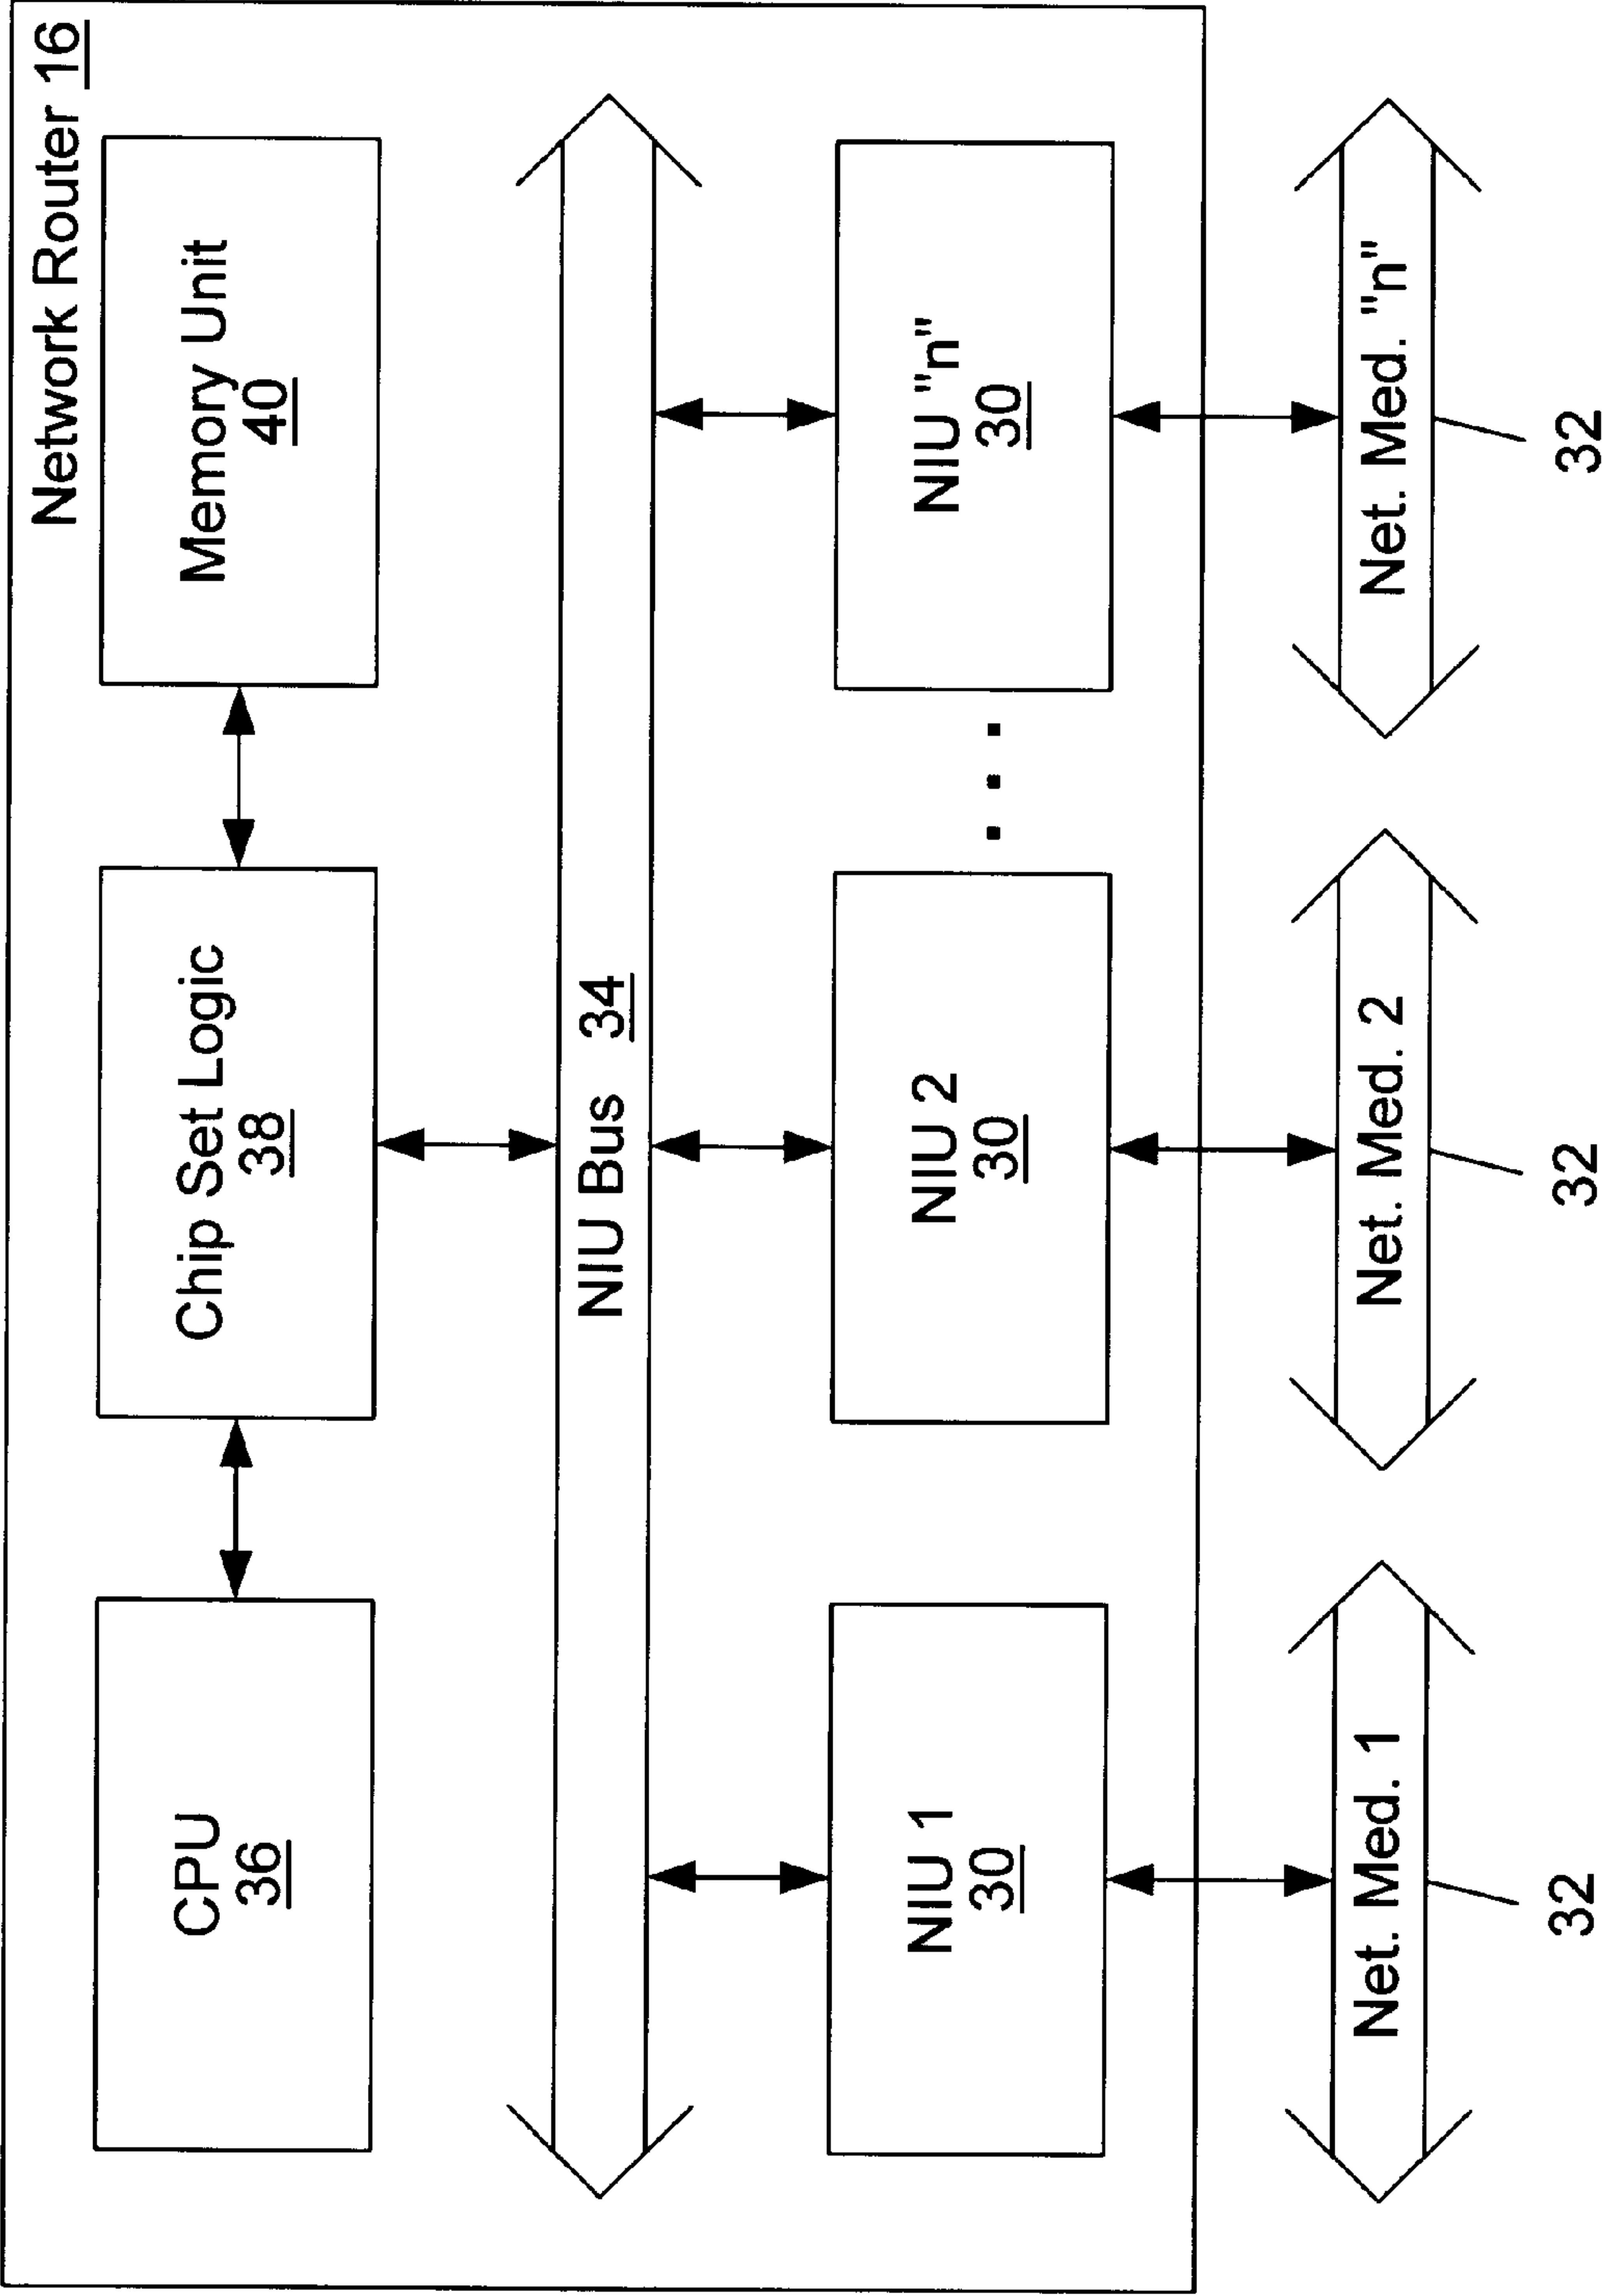 Network Router 16
CPU
36
Chip Set Logic
38
Memory Unit
40
NIU Bus 34
NIU 1
30
NIU 2
30
NIU "n"
30
Net. Med. 1
Net. Med. 2
Net. Med. "n"
32
32
32